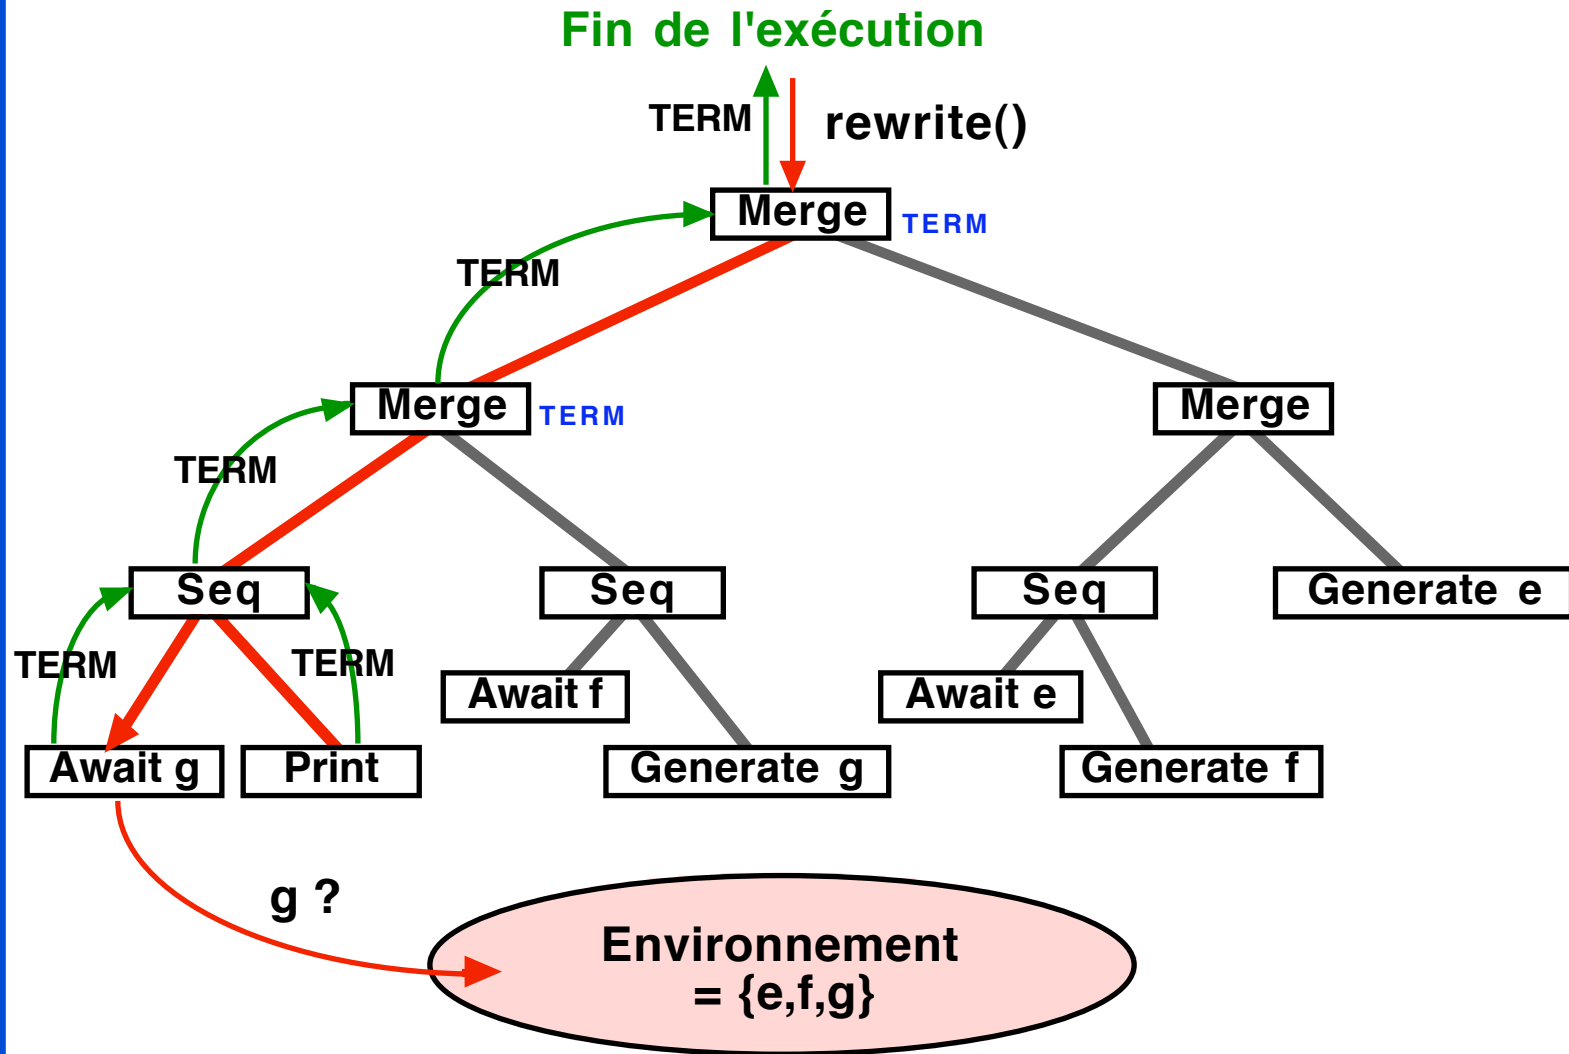 Fin de l'exécution
TERM
rewrite()
Merge
TERM
TERM
Merge
TERM
Merge
TERM
Seq
Seq
Seq
Generate e
TERM
TERM
Await f
Await e
Await g
Print
Generate g
Generate f
g ?
Environnement
= {e,f,g}